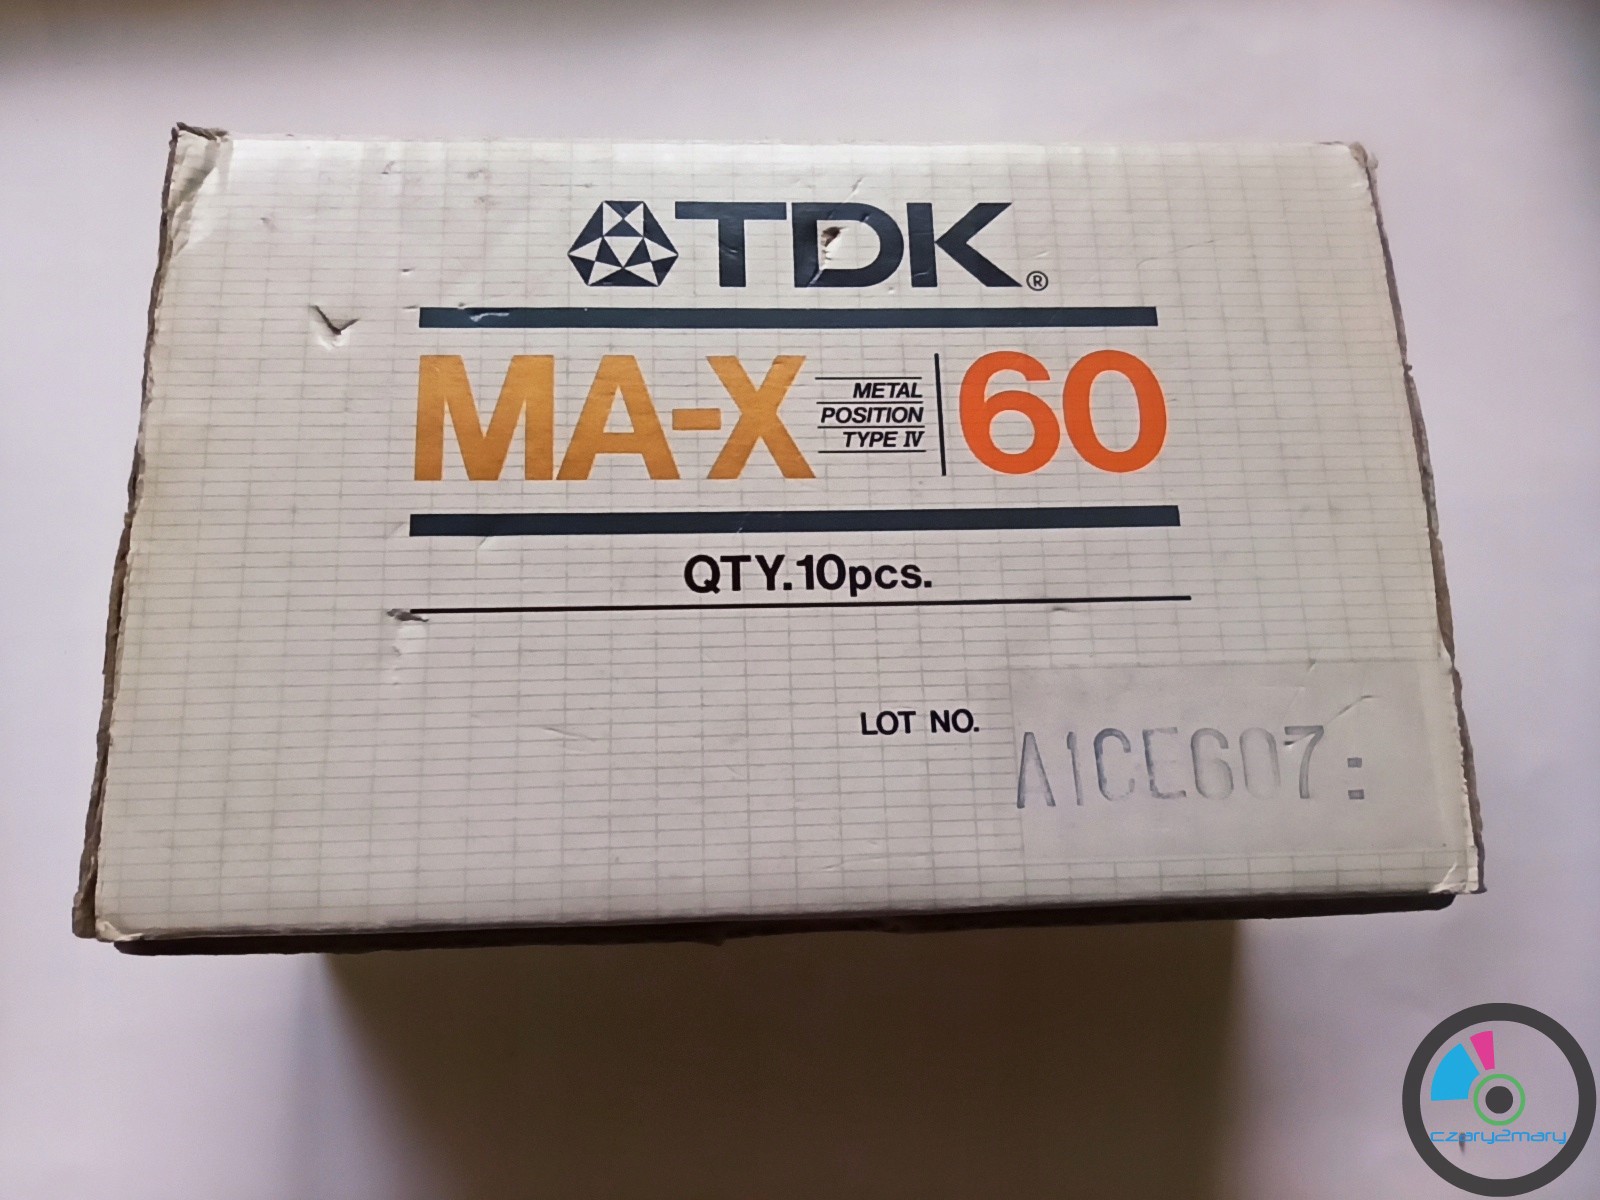 TDK®
MA-X
METAL
POSITION
TYPE IV
60
QTY.10pcs.
LOT NO.
A1CE607:
czary2mary